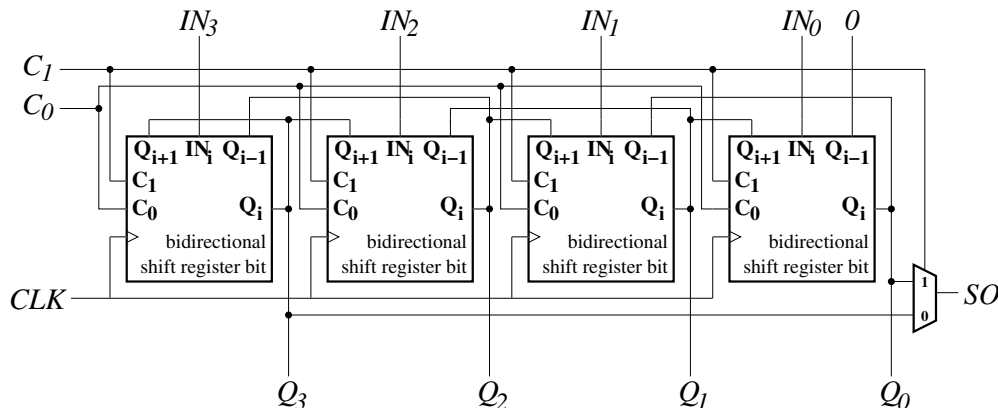 IN3 IN2 IN1 IN0 0
C1
C0
Qi+1 INi Qi−1 Qi+1 INi Qi−1 Qi+1 INi Qi−1 Qi+1 INi Qi−1
C1 C1 C1 C1
C0 Qi C0 Qi C0 Qi C0 Qi
bidirectional bidirectional bidirectional bidirectional
shift register bit shift register bit shift register bit shift register bit
CLK 1 SO
0
Q3 Q2 Q1 Q0